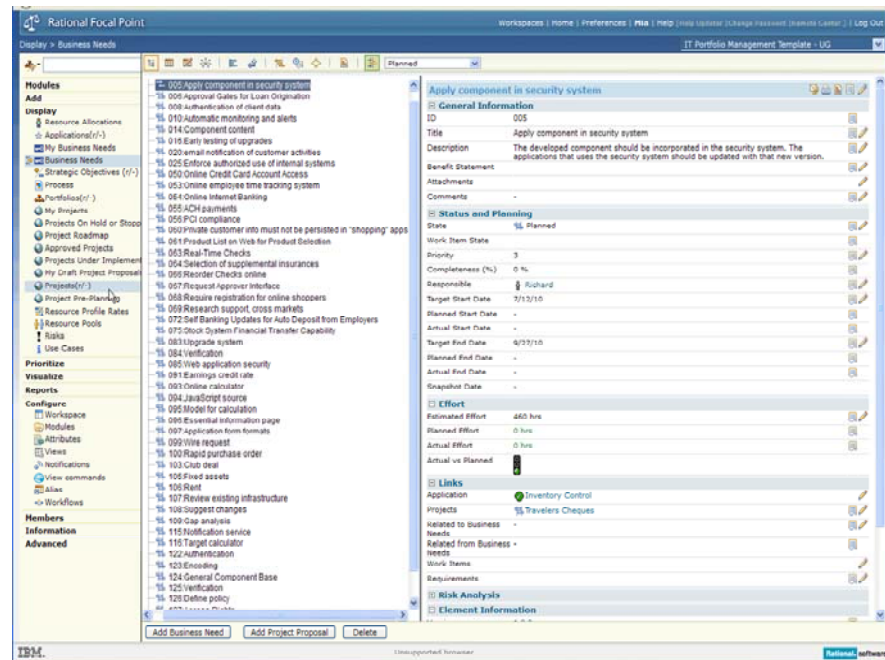 Rational Focal Point
Workspaces | Home | Preferences | Mia | Help | Help Updater | Change Password | | Log Out
Display > Business Needs
IT Portfolio Management Template - UG
Planned
Modules
Add
Display
Resource Allocations
Applications(r/-)
My Business Needs
Business Needs
Strategic Objectives (r/-)
Process
Portfolios(r/-)
My Projects
Projects On Hold or Stopp
Project Roadmap
Approved Projects
Projects Under Implement
My Draft Project Proposal
Projects(r/-)
Project Pre-Planning
Resource Profile Rates
Resource Pools
Risks
Use Cases
Prioritize
Visualize
Reports
Configure
Workspace
Modules
Attributes
Views
Notifications
View commands
Alias
Workflows
Members
Information
Advanced
005:Apply component in security system
006:Approval Gates for Loan Origination
008:Authentication of client data
010:Automatic monitoring and alerts
014:Component content
016:Early testing of upgrades
020:email notification of customer activities
025:Enforce authorized use of internal systems
050:Online Credit Card Account Access
053:Online employee time tracking system
054:Online Internet Banking
055:ACH payments
056:PCI compliance
060:Private customer info must not be persisted in "shopping" apps
061:Product List on Web for Product Selection
063:Real-Time Checks
064:Selection of supplemental insurances
066:Reorder Checks online
067:Request Approver Interface
068:Require registration for online shoppers
069:Research support, cross markets
072:Self Banking Updates for Auto Deposit from Employers
075:Stock System Financial Transfer Capability
083:Upgrade system
084:Verification
085:Web application security
091:Earnings credit rate
093:Online calculator
094:JavaScript source
095:Model for calculation
096:Essential information page
097:Application form formats
099:Wire request
100:Rapid purchase order
103:Club deal
105:Fixed assets
106:Rent
107:Review existing infrastructure
108:Suggest changes
109:Gap analysis
115:Notification service
116:Target calculator
122:Authentication
123:Encoding
124:General Component Base
125:Verification
126:Define policy
Apply component in security system
General Information
ID 005
Title Apply component in security system
Description The developed component should be incorporated in the security system. The
applications that uses the security system should be updated with that new version.
Benefit Statement
Attachments
Comments -
Status and Planning
State Planned
Work Item State
Priority 3
Completeness (%) 0 %
Responsible Richard
Target Start Date 7/12/10
Planned Start Date -
Actual Start Date -
Target End Date 9/27/10
Planned End Date -
Actual End Date -
Snapshot Date -
Effort
Estimated Effort 460 hrs
Planned Effort 0 hrs
Actual Effort 0 hrs
Actual vs Planned
Links
Application Inventory Control
Projects Travelers Cheques
Related to Business Needs -
Related from Business Needs -
Work Items
Requirements
Risk Analysis
Element Information
Add Business Need Add Project Proposal Delete
IBM. Unsupported browser Rational. software